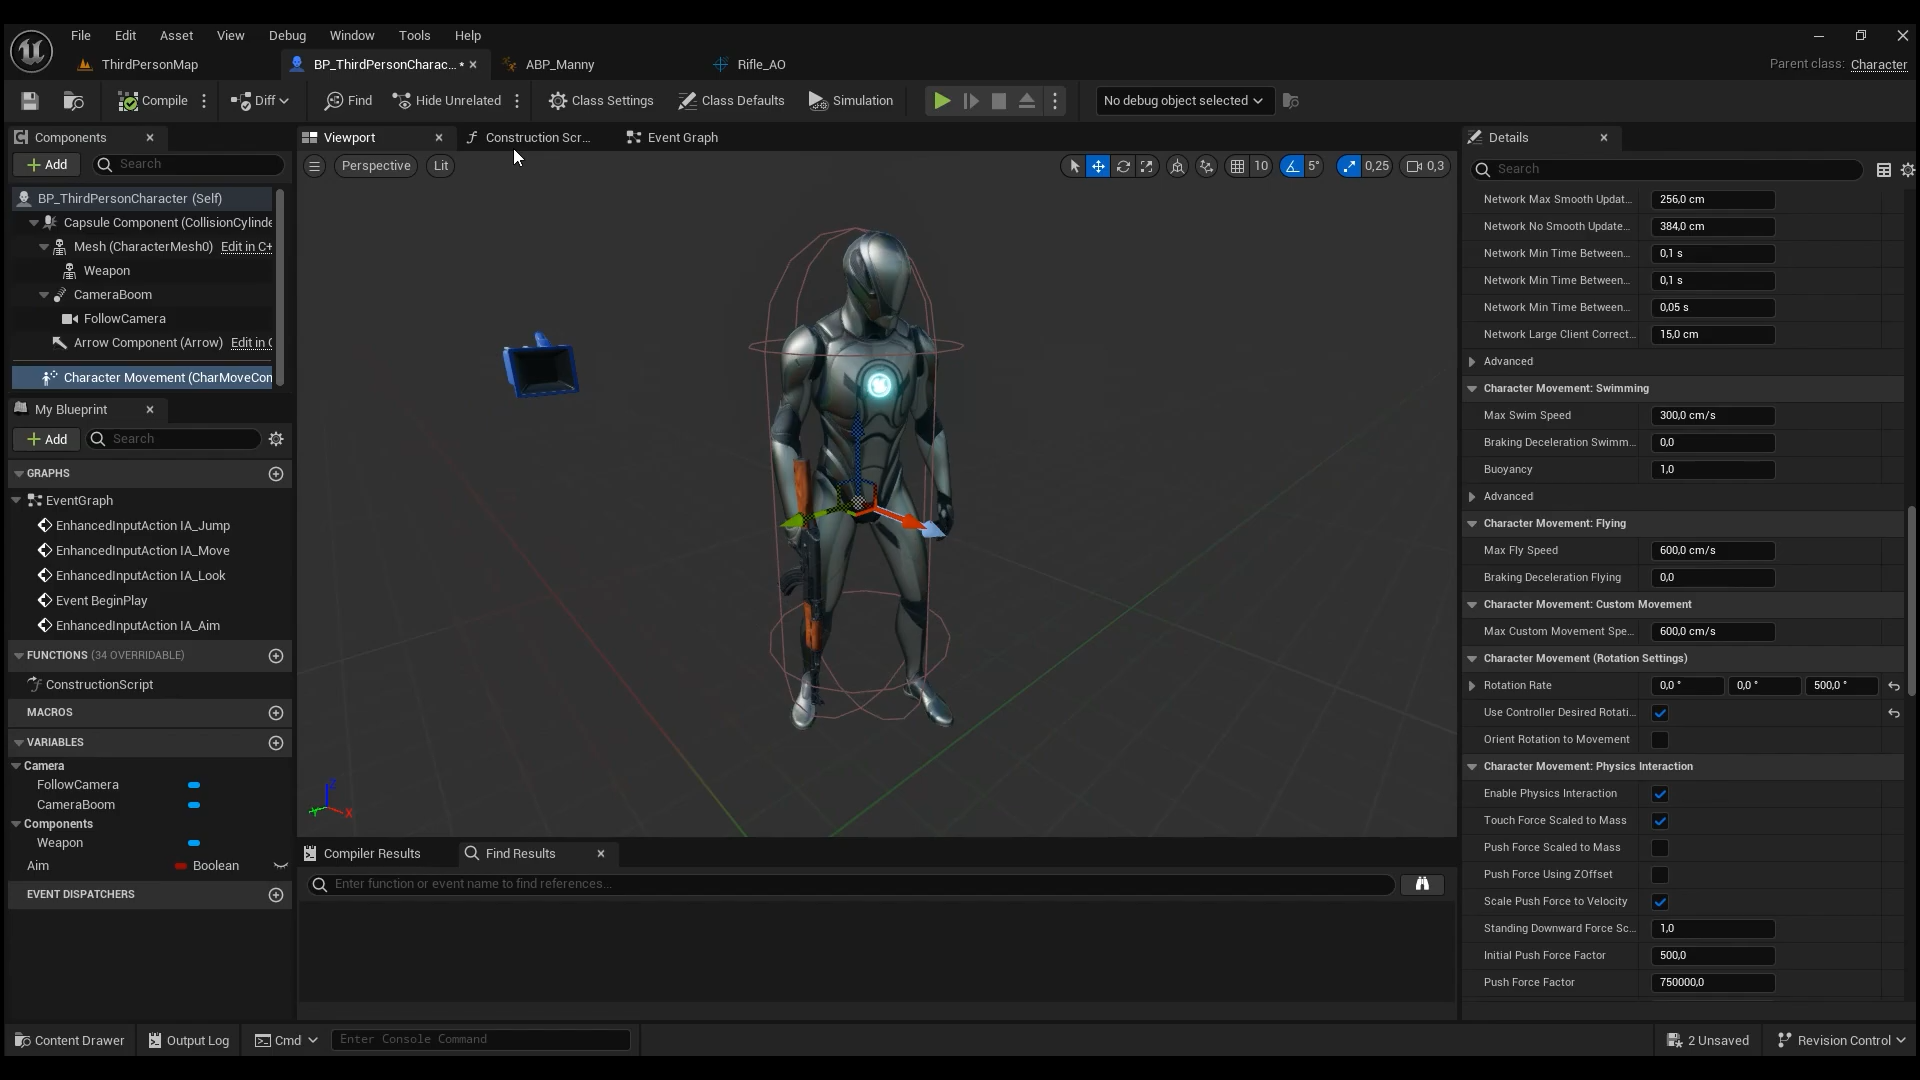 File Edit Asset View Debug Window Tools Help
ThirdPersonMap
BP_ThirdPersonCharac... •
ABP_Manny
Rifle_AO
Parent class: Character
Compile
Diff
Find
Hide Unrelated
Class Settings
Class Defaults
Simulation
No debug object selected
Components
Add
Search
BP_ThirdPersonCharacter (Self)
Capsule Component (CollisionCylinde
Mesh (CharacterMesh0) Edit in C+
Weapon
CameraBoom
FollowCamera
Arrow Component (Arrow) Edit in C
Character Movement (CharMoveCon
My Blueprint
Add
Search
GRAPHS
EventGraph
EnhancedInputAction IA_Jump
EnhancedInputAction IA_Move
EnhancedInputAction IA_Look
Event BeginPlay
EnhancedInputAction IA_Aim
FUNCTIONS (34 OVERRIDABLE)
ConstructionScript
MACROS
VARIABLES
Camera
FollowCamera
CameraBoom
Components
Weapon
Aim Boolean
EVENT DISPATCHERS
Viewport
Construction Scr...
Event Graph
Perspective
Lit
10
5°
0,25
0,3
Z
Y
X
Compiler Results
Find Results
Enter function or event name to find references...
Details
Search
Network Max Smooth Updat... 256,0 cm
Network No Smooth Update... 384,0 cm
Network Min Time Between... 0,1 s
Network Min Time Between... 0,1 s
Network Min Time Between... 0,05 s
Network Large Client Correct... 15,0 cm
Advanced
Character Movement: Swimming
Max Swim Speed 300,0 cm/s
Braking Deceleration Swimm... 0,0
Buoyancy 1,0
Advanced
Character Movement: Flying
Max Fly Speed 600,0 cm/s
Braking Deceleration Flying 0,0
Character Movement: Custom Movement
Max Custom Movement Spe... 600,0 cm/s
Character Movement (Rotation Settings)
Rotation Rate 0,0 ° 0,0 ° 500,0 °
Use Controller Desired Rotati...
Orient Rotation to Movement
Character Movement: Physics Interaction
Enable Physics Interaction
Touch Force Scaled to Mass
Push Force Scaled to Mass
Push Force Using ZOffset
Scale Push Force to Velocity
Standing Downward Force Sc... 1,0
Initial Push Force Factor 500,0
Push Force Factor 750000,0
Content Drawer
Output Log
Cmd
Enter Console Command
2 Unsaved
Revision Control